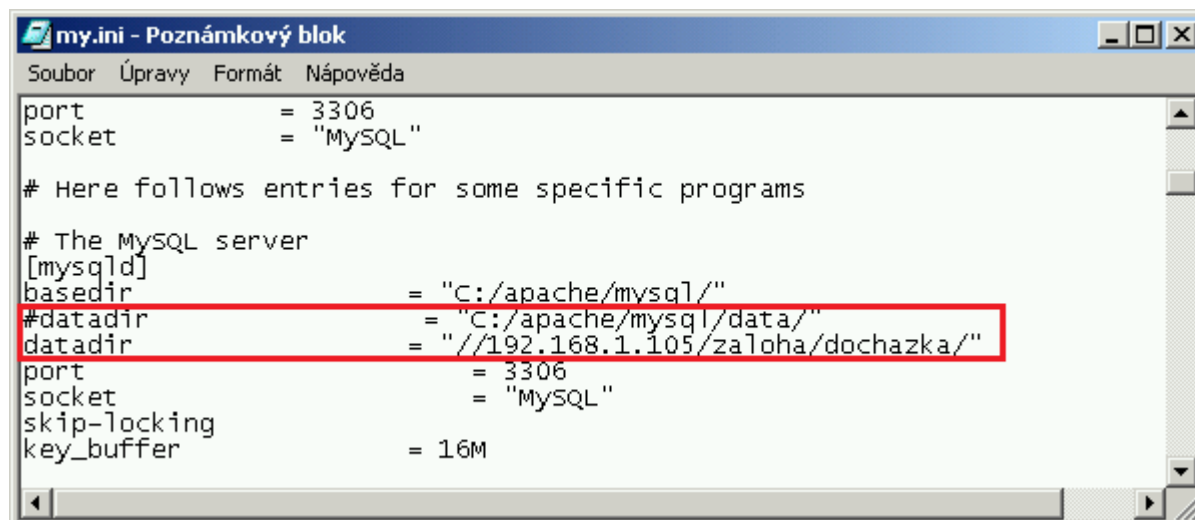 my.ini - Poznámkový blok
Soubor Úpravy Formát Nápověda
port = 3306
socket = "MySQL"
# Here follows entries for some specific programs
# The MySQL server
[mysqld]
basedir = "C:/apache/mysql/"
#datadir = "C:/apache/mysql/data/"
datadir = "//192.168.1.105/zaloha/dochazka/"
port = 3306
socket = "MySQL"
skip-locking
key_buffer = 16M